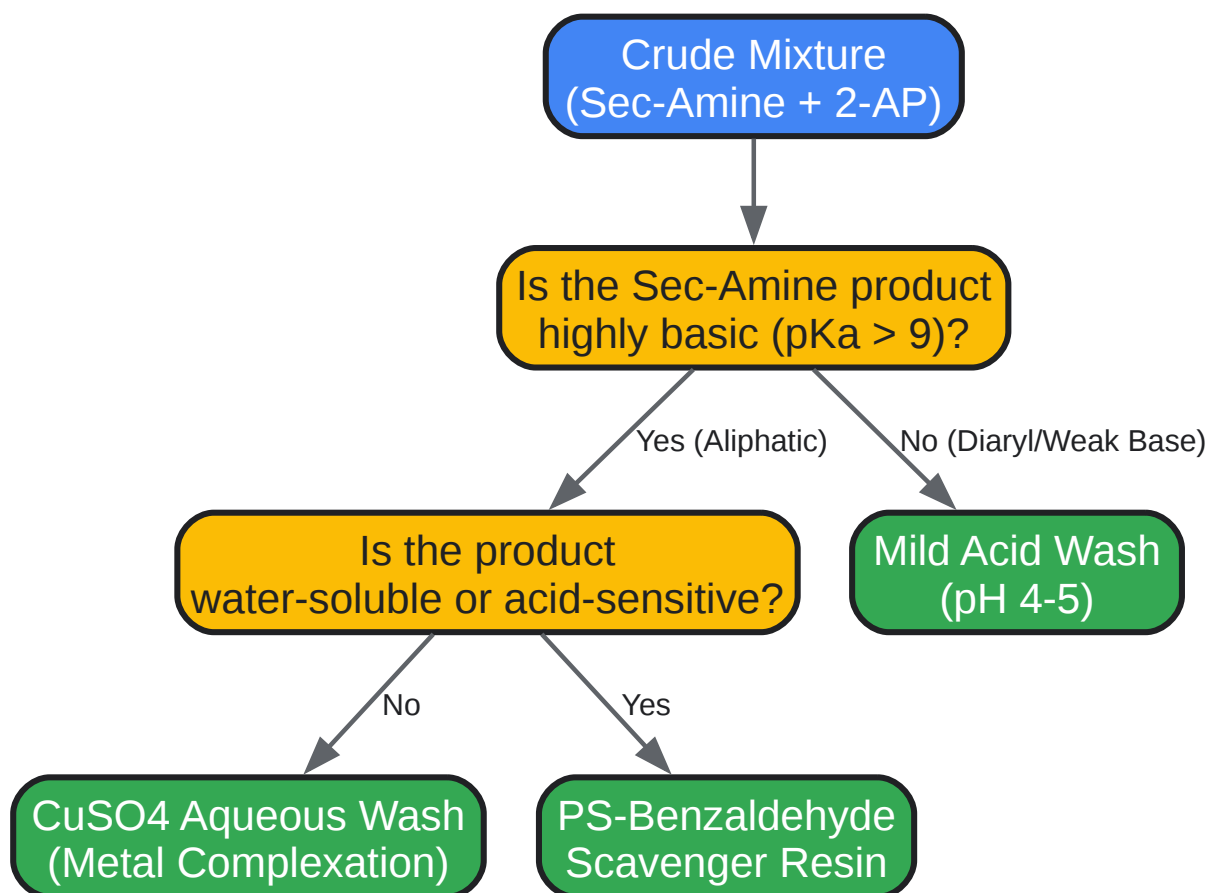 Crude Mixture
(Sec-Amine + 2-AP)
Is the Sec-Amine product
highly basic (pKa > 9)?
Yes (Aliphatic)
No (Diaryl/Weak Base)
Is the product
water-soluble or acid-sensitive?
Mild Acid Wash
(pH 4-5)
No
Yes
CuSO4 Aqueous Wash
(Metal Complexation)
PS-Benzaldehyde
Scavenger Resin